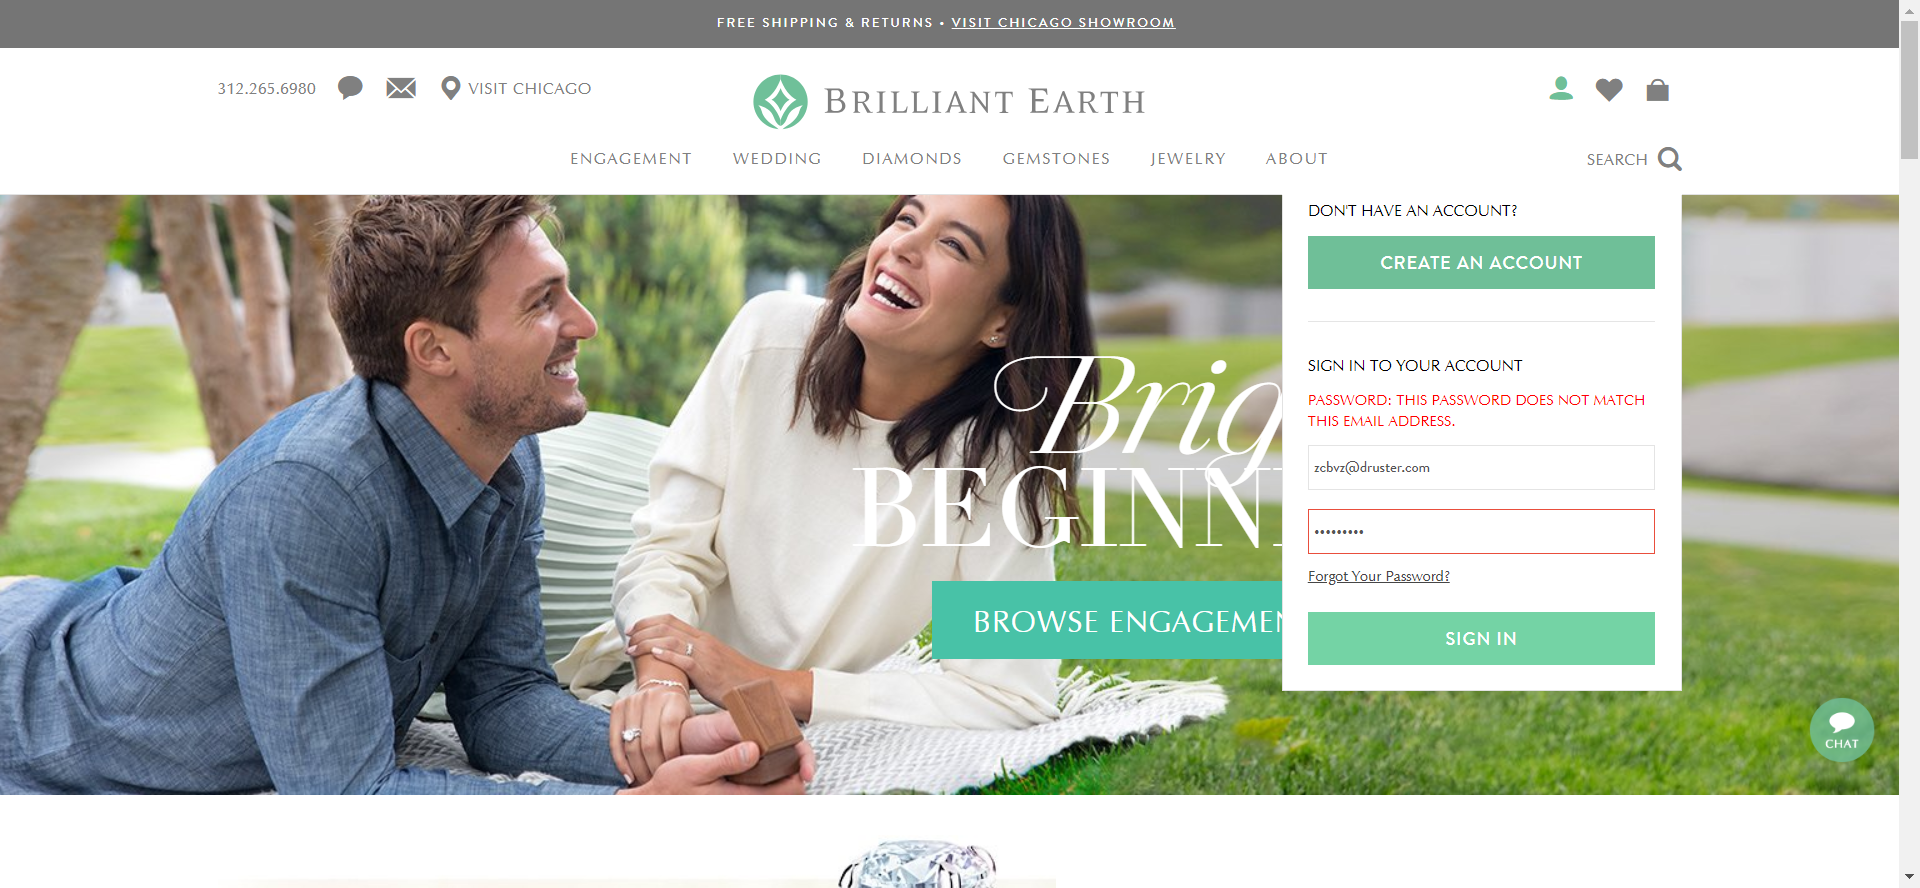 FREE SHIPPING & RETURNS • VISIT CHICAGO SHOWROOM
312.265.6980
VISIT CHICAGO
BRILLIANT EARTH
ENGAGEMENT WEDDING DIAMONDS GEMSTONES JEWELRY ABOUT
SEARCH
Brig
BEGINN
BROWSE ENGAGEMEN
DON'T HAVE AN ACCOUNT?
CREATE AN ACCOUNT
SIGN IN TO YOUR ACCOUNT
PASSWORD: THIS PASSWORD DOES NOT MATCH
THIS EMAIL ADDRESS.
zcbvz@druster.com
•••••••••
Forgot Your Password?
SIGN IN
CHAT